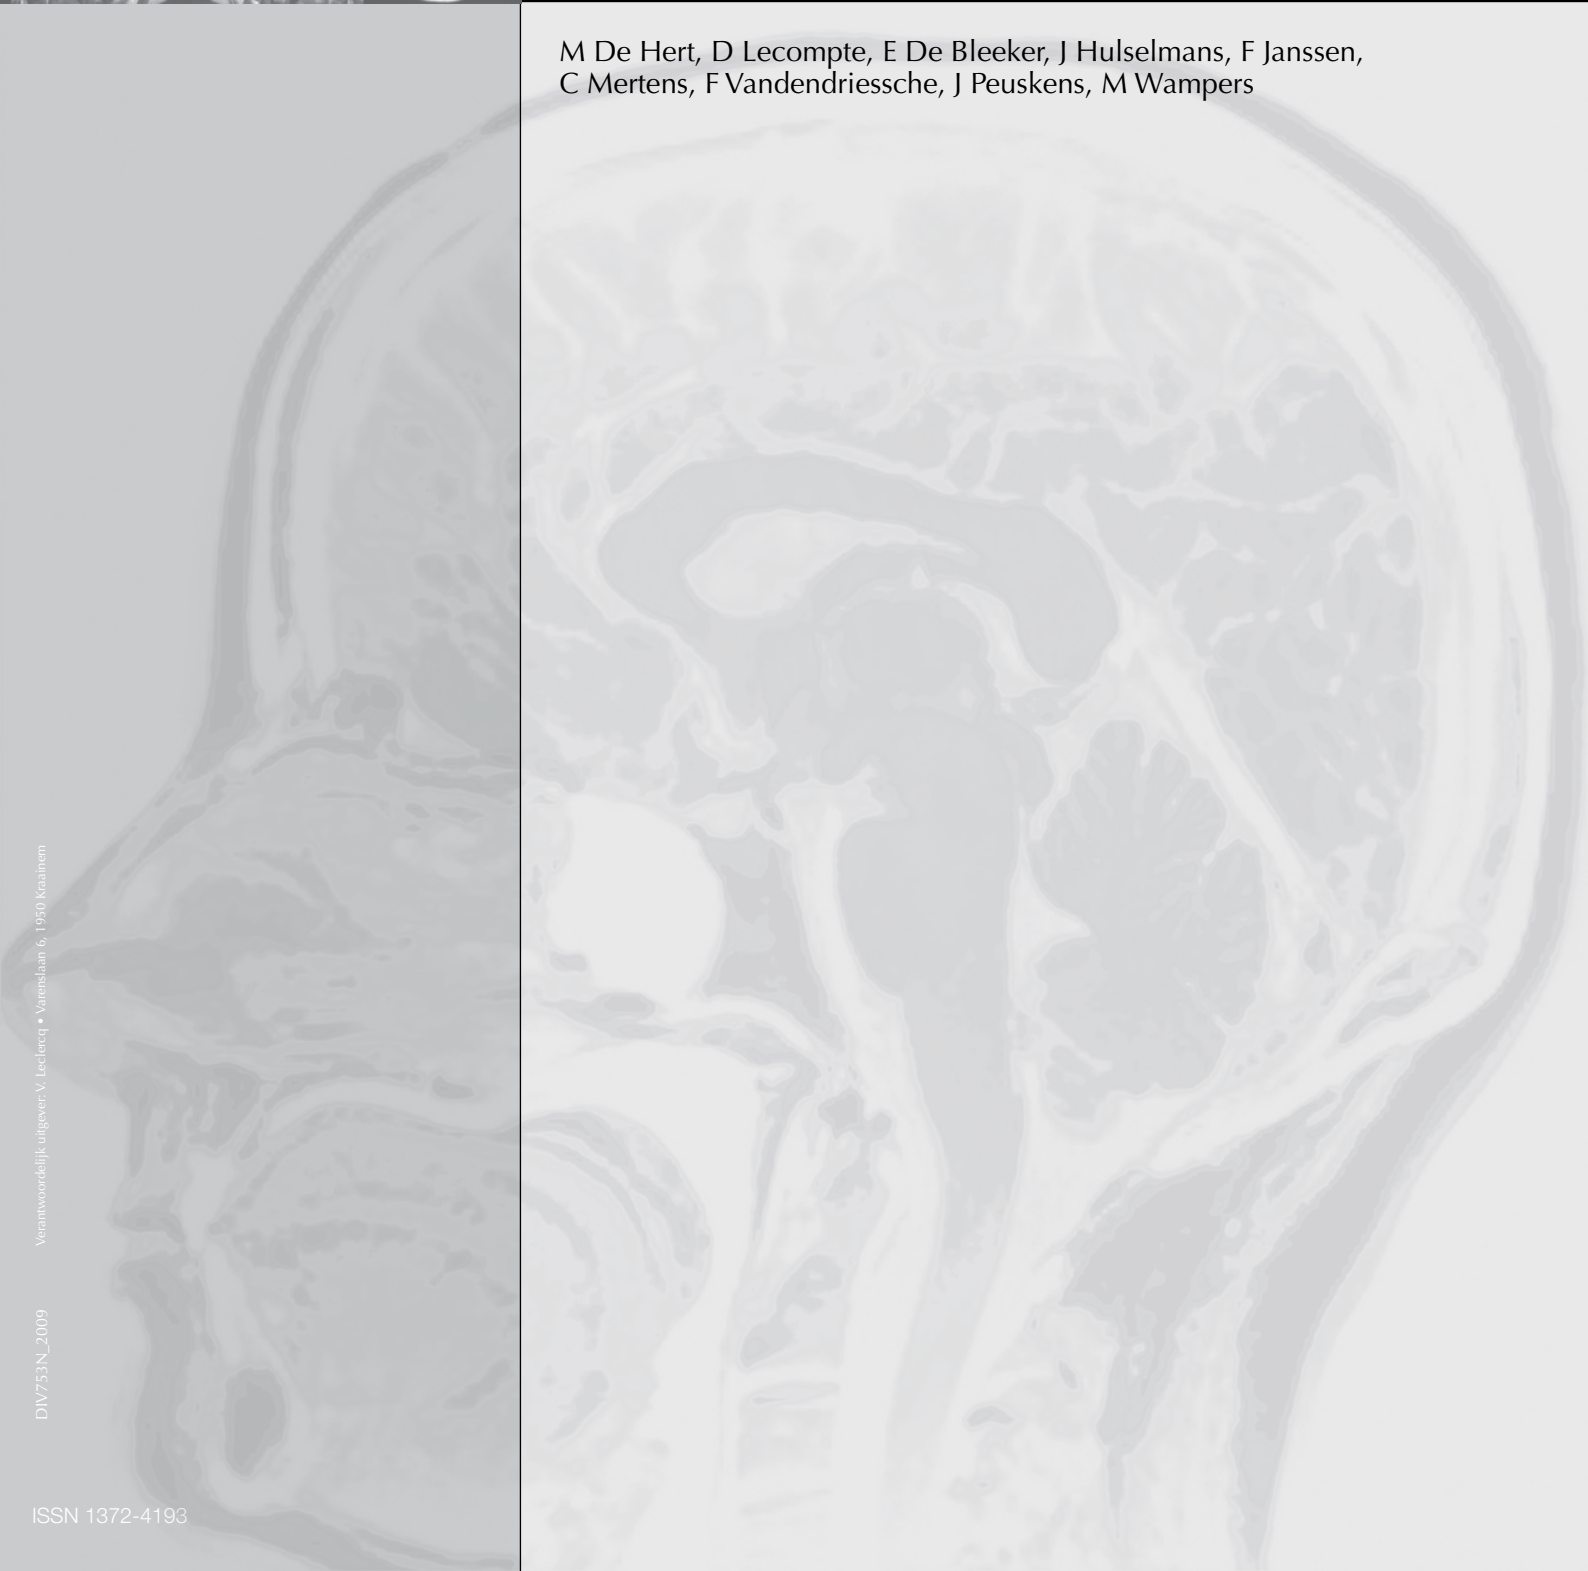 M De Hert, D Lecompte, E De Bleeker, J Hulselmans, F Janssen,
C Mertens, F Vandendriessche, J Peuskens, M Wampers
Verantwoordelijk uitgever: V. Leclercq • Varenslaan 6, 1950 Kraainem
DIV753N_2009
ISSN 1372-4193